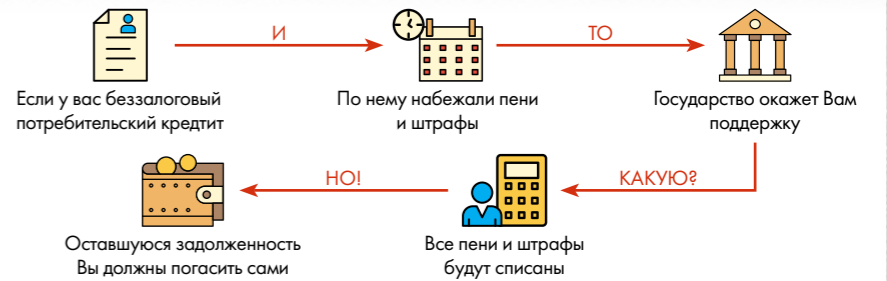 И
ТО
Если у вас беззалоговый
потребительский кредтит
По нему набежали пени
и штрафы
Государство окажет Вам
поддержку
КАКУЮ?
НО!
Все пени и штрафы
будут списаны
Оставшуюся задолженность
Вы должны погасить сами